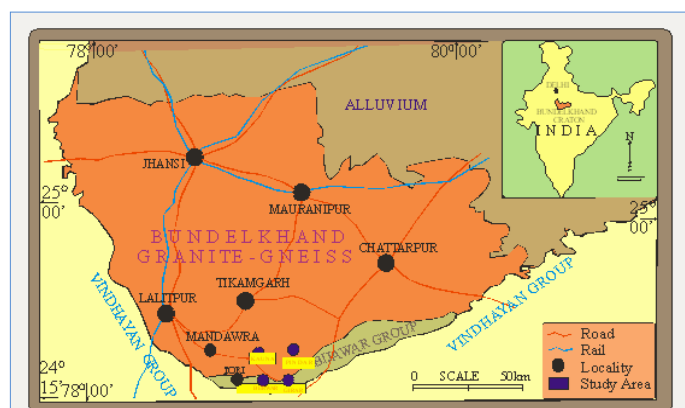 78°
00'
80°
00'
ALLUVIUM
DELHI
BUNDELKHAND
CRATON
INDIA
N
JHANSI
25°
00'
MAURANIPUR
25°
00'
BUNDELKHAND
GRANITE-GNEISS
CHATTARPUR
TIKAMGARH
LALITPUR
VINDHAYAN GROUP
MANDAWRA
BIJAWAR GROUP
VINDHAYAN GROUP
TORI
24°
15'
78°
00'
0 SCALE 50km
Road
Rail
Locality
Study Area